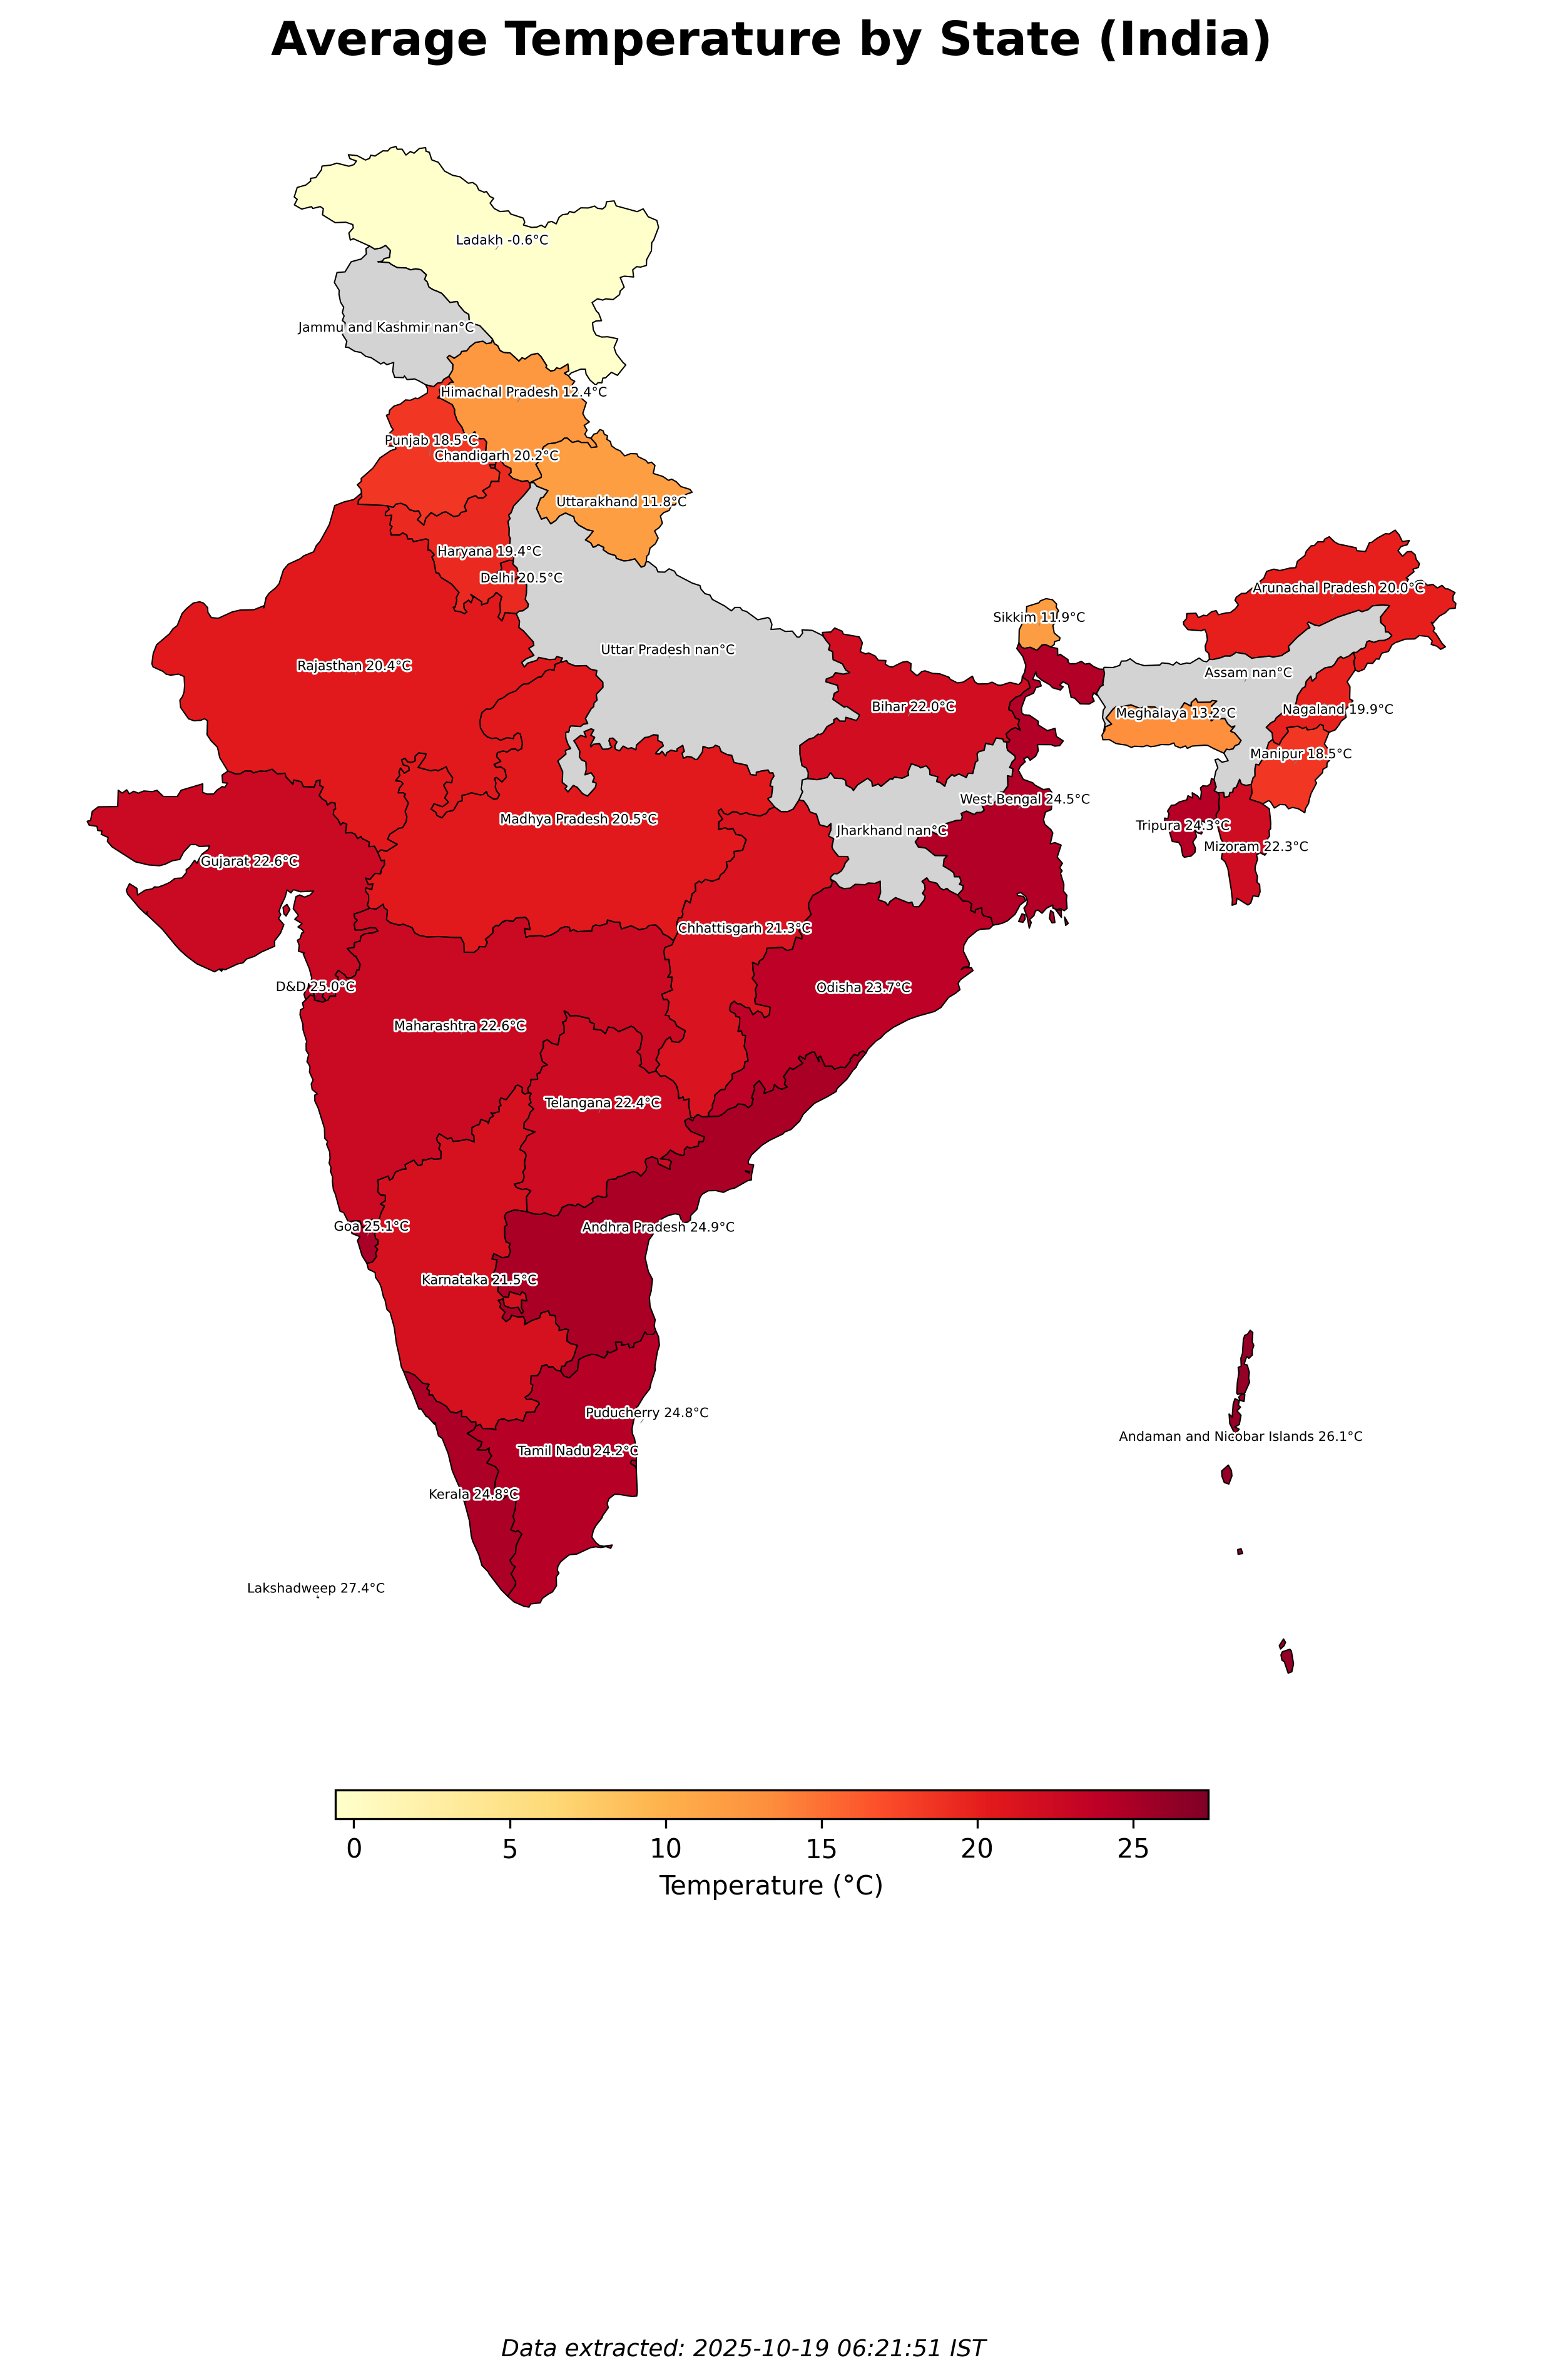 Average Temperature by State (India)
Ladakh -0.6°C
Jammu and Kashmir nan°C
Himachal Pradesh 12.4°C
Punjab 18.5°C
Chandigarh 20.2°C
Uttarakhand 11.8°C
Haryana 19.4°C
Delhi 20.5°C
Arunachal Pradesh 20.0°C
Sikkim 11.9°C
Uttar Pradesh nan°C
Rajasthan 20.4°C
Assam nan°C
Bihar 22.0°C
Meghalaya 13.2°C
Nagaland 19.9°C
Manipur 18.5°C
West Bengal 24.5°C
Madhya Pradesh 20.5°C
Tripura 24.3°C
Jharkhand nan°C
Mizoram 22.3°C
Gujarat 22.6°C
Chhattisgarh 21.3°C
D&D 25.0°C
Odisha 23.7°C
Maharashtra 22.6°C
Telangana 22.4°C
Goa 25.1°C
Andhra Pradesh 24.9°C
Karnataka 21.5°C
Puducherry 24.8°C
Andaman and Nicobar Islands 26.1°C
Tamil Nadu 24.2°C
Kerala 24.8°C
Lakshadweep 27.4°C
0 5 10 15 20 25
Temperature (°C)
Data extracted: 2025-10-19 06:21:51 IST